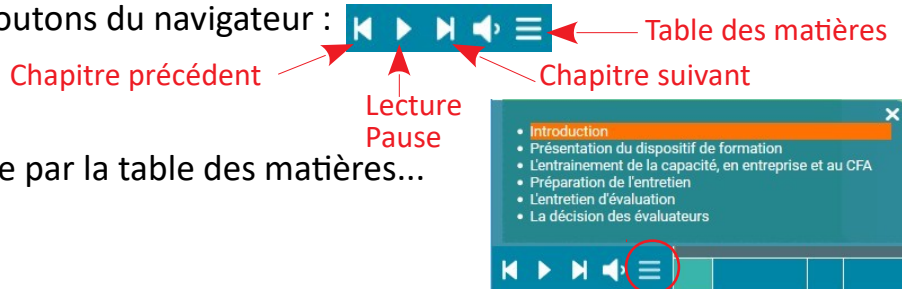 outons du navigateur :
Table des matières
Chapitre précédent
Chapitre suivant
Lecture
Pause
e par la table des matières...
• Introduction
• Présentation du dispositif de formation
• L'entrainement de la capacité, en entreprise et au CFA
• Préparation de l'entretien
• L'entretien d'évaluation
• La décision des évaluateurs